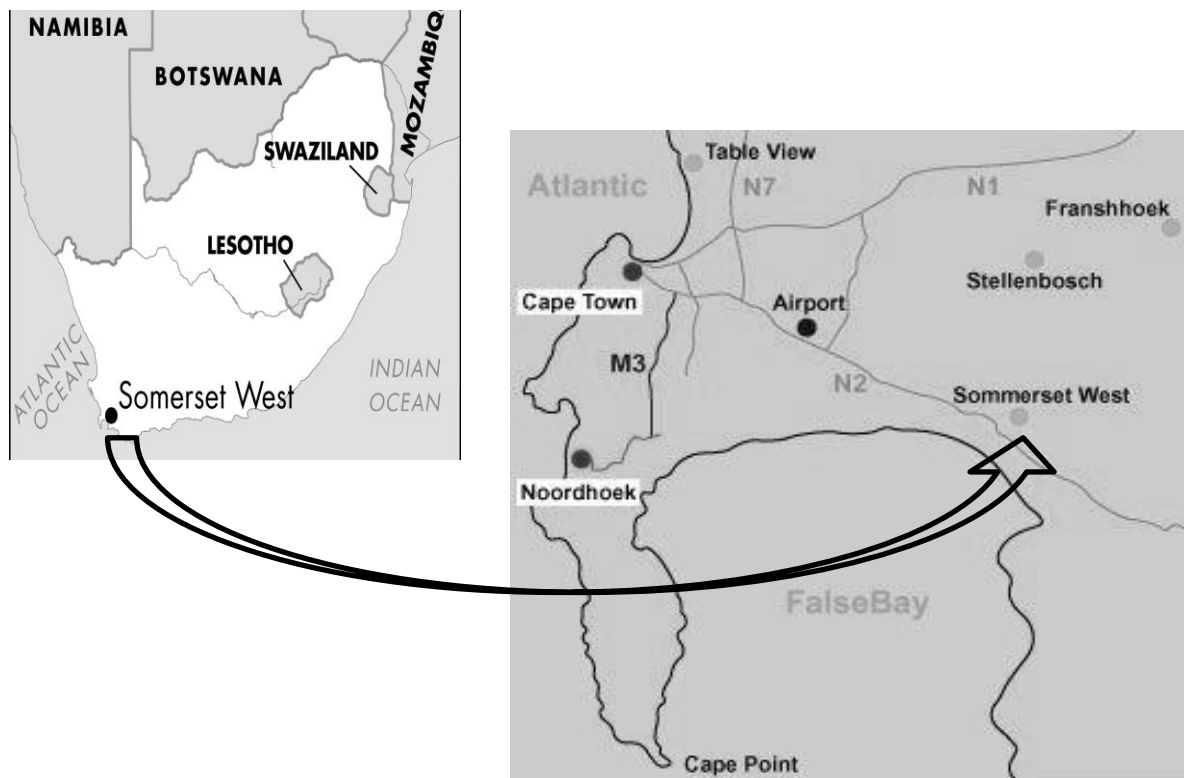 NAMIBIA
BOTSWANA
MOZAMBIQ
SWAZILAND
LESOTHO
ATLANTIC
OCEAN
INDIAN
OCEAN
Somerset West
Table View
Atlantic
N7
N1
Franshhoek
Stellenbosch
Cape Town
Airport
M3
N2
Sommerset West
Noordhoek
FalseBay
Cape Point